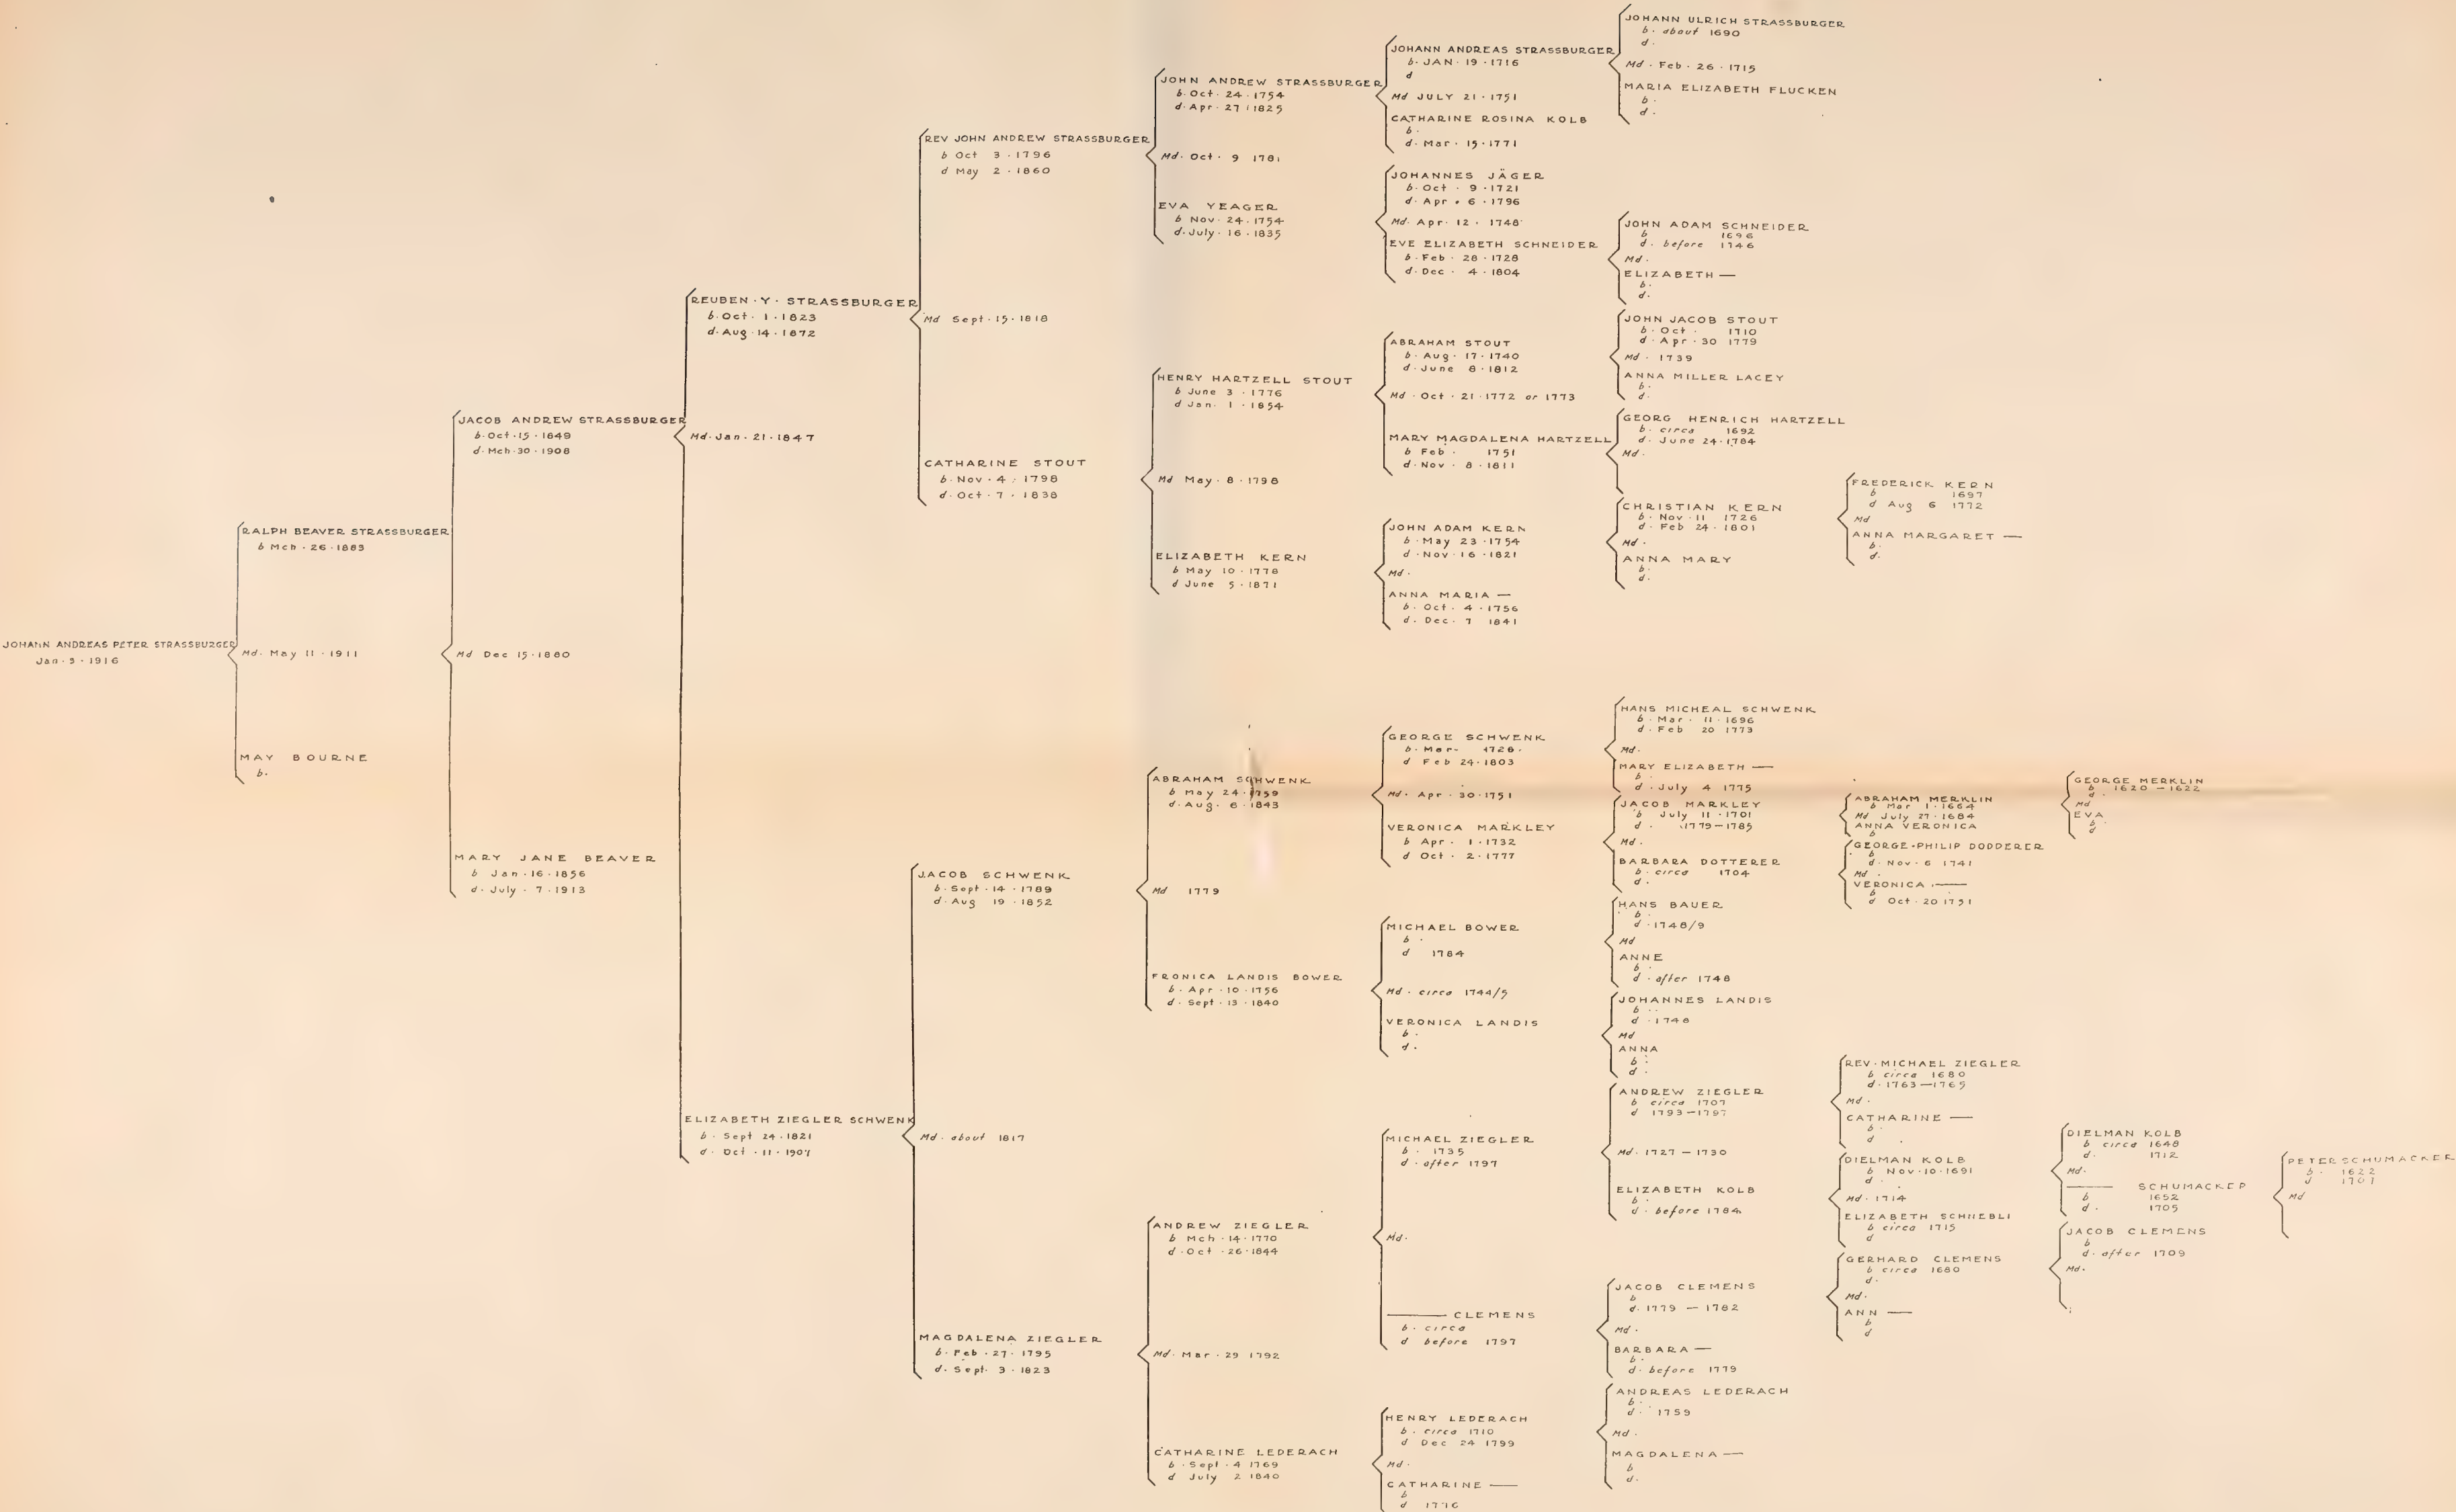 JOHANN ANDREAS PETER STRASSBURGER
Jan · 9 · 1916
RALPH BEAVER STRASSBURGER
b Mch · 26 · 1883
Md. May 11 · 1911
MAY BOURNE
b.
JACOB ANDREW STRASSBURGER
b. Oct · 15 · 1849
d. Mch · 30 · 1908
Md Dec 15 · 1880
MARY JANE BEAVER
b Jan · 16 · 1856
d. July · 7 · 1913
REUBEN · Y · STRASSBURGER
b. Oct · 1 · 1823
d. Aug · 14 · 1872
Md. Jan · 21 · 1847
ELIZABETH ZIEGLER SCHWENK
b · Sept 24 · 1821
d · Oct · 11 · 1907
REV JOHN ANDREW STRASSBURGER
b Oct 3 · 1796
d May 2 · 1860
Md Sept · 15 · 1818
CATHARINE STOUT
b · Nov · 4 · 1798
d · Oct · 7 · 1838
JACOB SCHWENK
b. Sept · 14 · 1789
d. Aug 19 · 1852
Md · about 1817
MAGDALENA ZIEGLER
b · Feb · 27 · 1795
d · Sept · 3 · 1823
JOHN ANDREW STRASSBURGER
b. Oct · 24 · 1754
d. Apr · 27 · 1825
Md. Oct · 9 1781
EVA YEAGER
b Nov · 24 · 1754
d. July · 16 · 1835
HENRY HARTZELL STOUT
b June 3 · 1776
d Jan · 1 · 1854
Md May · 8 · 1798
ELIZABETH KERN
b May 10 · 1778
d June 5 · 1871
ABRAHAM SCHWENK
b May 24 · 1759
d. Aug · 6 · 1843
Md 1779
FRONICA LANDIS BOWER
b · Apr · 10 · 1756
d · Sept · 13 · 1840
ANDREW ZIEGLER
b Mch · 14 · 1770
d · Oct · 26 · 1844
Md · Mar · 29 1792
CATHARINE LEDERACH
b · Sept · 4 1769
d July 2 1840
JOHANN ANDREAS STRASSBURGER
b · JAN · 19 · 1716
d
Md JULY 21 · 1751
CATHARINE ROSINA KOLB
b ·
d · Mar · 15 · 1771
JOHANNES JÄGER
b · Oct · 9 · 1721
d · Apr · 6 · 1796
Md. Apr · 12 · 1748
EVE ELIZABETH SCHNEIDER
b · Feb · 28 · 1728
d · Dec · 4 · 1804
ABRAHAM STOUT
b · Aug · 17 · 1740
d. June 8 · 1812
Md · Oct · 21 · 1772 or 1773
MARY MAGDALENA HARTZELL
b Feb · 1751
d · Nov · 8 · 1811
JOHN ADAM KERN
b · May 23 · 1754
d · Nov · 16 · 1821
Md ·
ANNA MARIA —
b · Oct · 4 · 1756
d · Dec · 7 1841
GEORGE SCHWENK
b · Mar · 1728 ·
d Feb 24 · 1803
Md · Apr · 30 · 1751
VERONICA MARKLEY
b Apr · 1 · 1732
d Oct · 2 · 1777
MICHAEL BOWER
b ·
d 1784
Md · circa 1744/5
VERONICA LANDIS
b ·
d ·
MICHAEL ZIEGLER
b · 1735
d · after 1797
Md.
—— CLEMENS
b · circa
d before 1797
HENRY LEDERACH
b · circa 1710
d Dec 24 1799
Md ·
CATHARINE —
b
d 1776
JOHANN ULRICH STRASSBURGER
b · about 1690
d ·
Md · Feb · 26 · 1715
MARIA ELIZABETH FLUCKEN
b ·
d ·
JOHN ADAM SCHNEIDER
b 1696
d · before 1746
Md ·
ELIZABETH —
b ·
d ·
JOHN JACOB STOUT
b · Oct · 1710
d · Apr · 30 1779
Md · 1739
ANNA MILLER LACEY
b ·
d ·
GEORG HENRICH HARTZELL
b · circa 1692
d · June 24 · 1784
Md ·
CHRISTIAN KERN
b · Nov · 11 1726
d · Feb 24 · 1801
Md ·
ANNA MARY
b ·
d ·
HANS MICHEAL SCHWENK
b · Mar · 11 · 1696
d · Feb 20 1773
Md ·
MARY ELIZABETH —
b ·
d · July 4 1775
JACOB MARKLEY
b July 11 · 1701
d · 1779 — 1785
Md ·
BARBARA DOTTERER
b · circa 1704
d ·
HANS BAUER
b ·
d · 1748/9
Md
ANNE
b ·
d · after 1748
JOHANNES LANDIS
b ·
d · 1748
Md
ANNA
b ·
d ·
ANDREW ZIEGLER
b circa 1707
d 1793 — 1797
Md · 1727 — 1730
ELIZABETH KOLB
b ·
d · before 1784
JACOB CLEMENS
b
d. 1779 — 1782
Md ·
BARBARA —
b ·
d · before 1779
ANDREAS LEDERACH
b ·
d · 1759
Md ·
MAGDALENA —
b
d ·
FREDERICK KERN
b 1697
d Aug 6 1772
Md
ANNA MARGARET —
b ·
d ·
ABRAHAM MERKLIN
b Mar 1 · 1664
Md July 27 · 1684
ANNA VERONICA
b
GEORGE · PHILIP DODDERER
b
d · Nov · 6 1741
Md ·
VERONICA —
b
d Oct · 20 1751
REV · MICHAEL ZIEGLER
b circa 1680
d · 1763 — 1765
Md ·
CATHARINE —
b ·
d
DIELMAN KOLB
b Nov · 10 · 1691
d ·
Md · 1714
ELIZABETH SCHNEBLI
b circa 1715
d
GERHARD CLEMENS
b circa 1680
d ·
Md ·
ANN —
b
d
GEORGE MERKLIN
b 1620 — 1622
d ·
Md
EVA
b
d
DIELMAN KOLB
b circa 1648
d · 1712
Md ·
—— SCHUMACKER
b 1652
d · 1705
JACOB CLEMENS
b
d · after 1709
Md ·
PETER SCHUMACKER
b · 1622
d 1707
Md